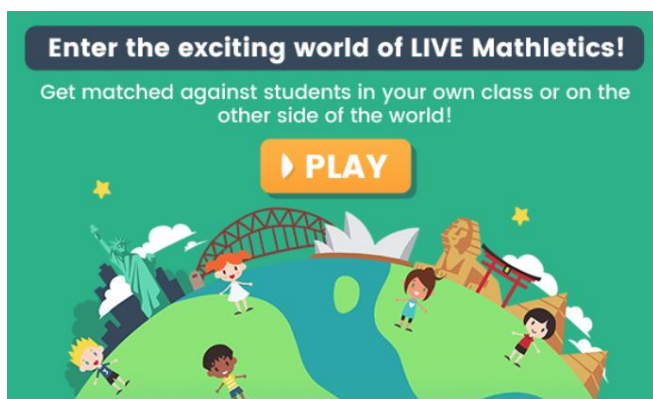 Enter the exciting world of LIVE Mathletics!
Get matched against students in your own class or on the
other side of the world!
PLAY